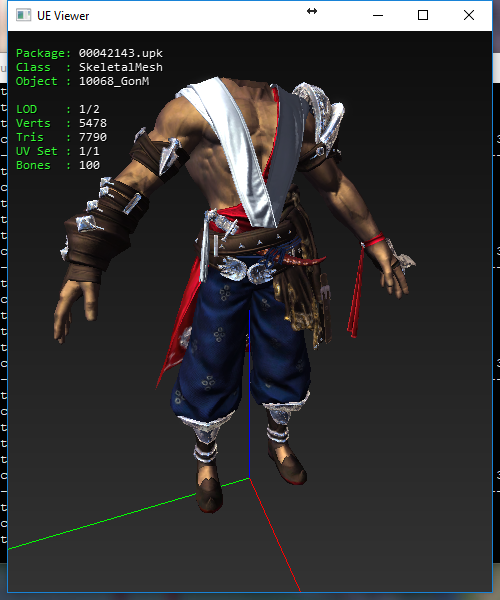 UE Viewer
Package: 00042143.upk
Class : SkeletalMesh
Object : 10068_GonM
LOD : 1/2
Verts : 5478
Tris : 7790
UV Set : 1/1
Bones : 100